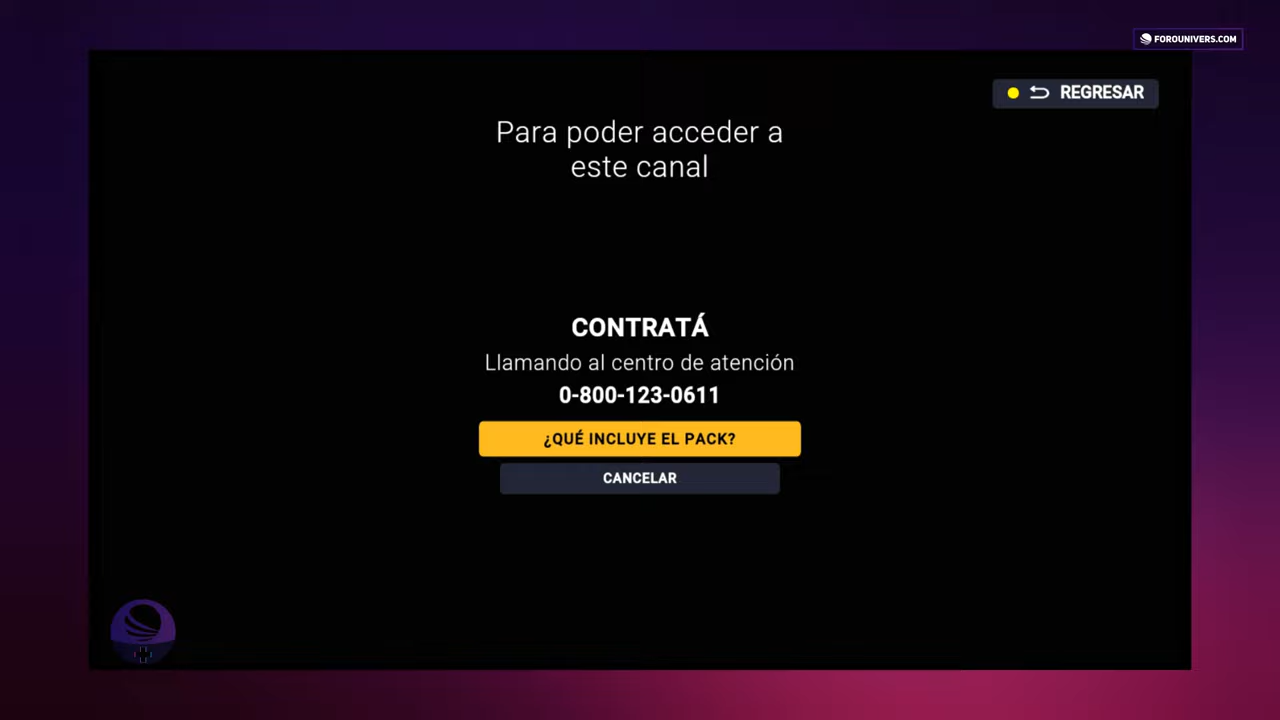 FOROUNIVERS.COM
REGRESAR
Para poder acceder a
este canal
CONTRATÁ
Llamando al centro de atención
0-800-123-0611
¿QUÉ INCLUYE EL PACK?
CANCELAR